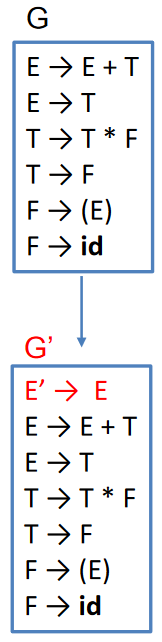 G
E → E + T
E → T
T → T * F
T → F
F → (E)
F → id
G’
E’ → E
E → E + T
E → T
T → T * F
T → F
F → (E)
F → id